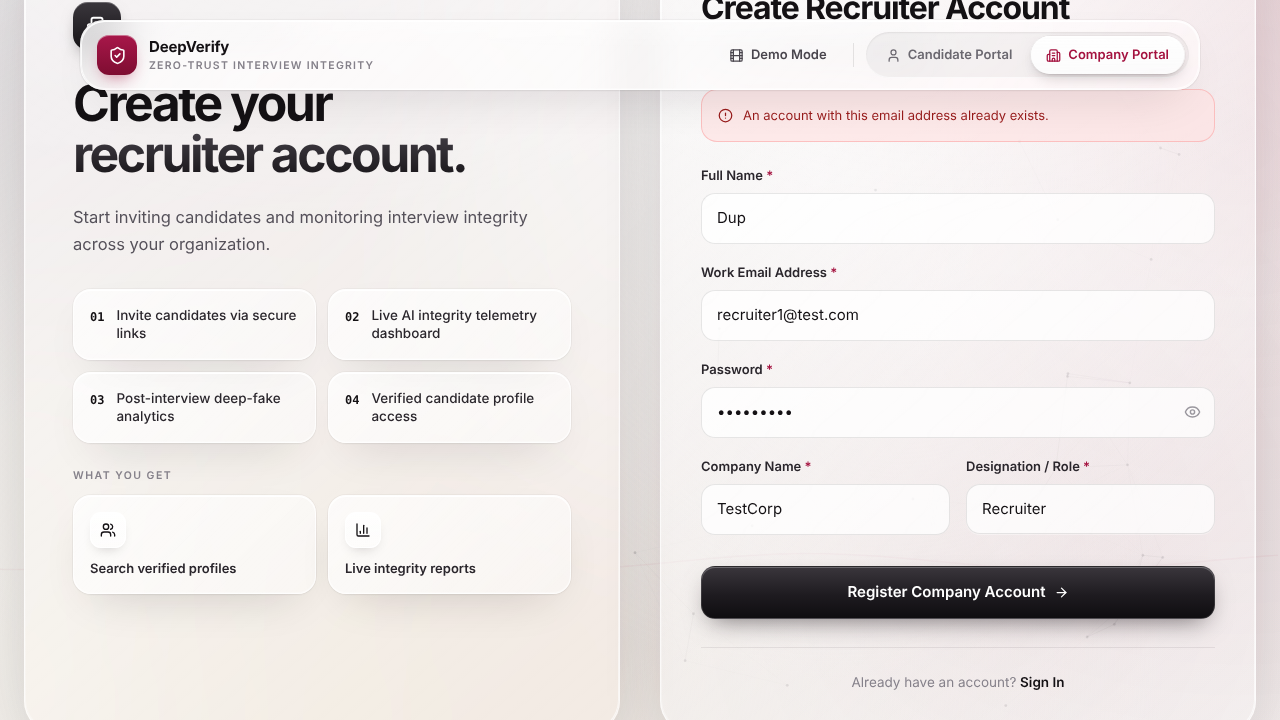 DeepVerify
ZERO-TRUST INTERVIEW INTEGRITY
Demo Mode
Candidate Portal
Company Portal
Create your
recruiter account.
Start inviting candidates and monitoring interview integrity
across your organization.
01 Invite candidates via secure
links
02 Live AI integrity telemetry
dashboard
03 Post-interview deep-fake
analytics
04 Verified candidate profile
access
WHAT YOU GET
Search verified profiles
Live integrity reports
Create Recruiter Account
An account with this email address already exists.
Full Name *
Dup
Work Email Address *
recruiter1@test.com
Password *
•••••••••
Company Name *
TestCorp
Designation / Role *
Recruiter
Register Company Account →
Already have an account? Sign In